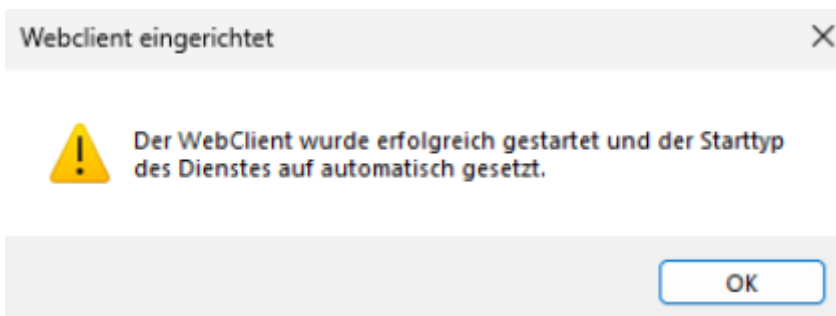 Webclient eingerichtet
Der WebClient wurde erfolgreich gestartet und der Starttyp
des Dienstes auf automatisch gesetzt.
OK